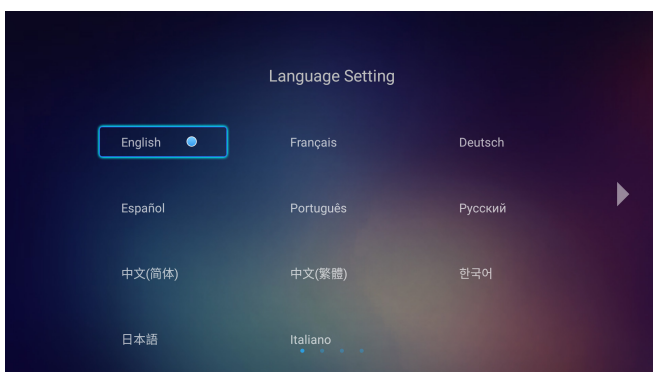 Language Setting
English
Français
Deutsch
Español
Português
Русский
中文(简体)
中文(繁體)
한국어
日本語
Italiano